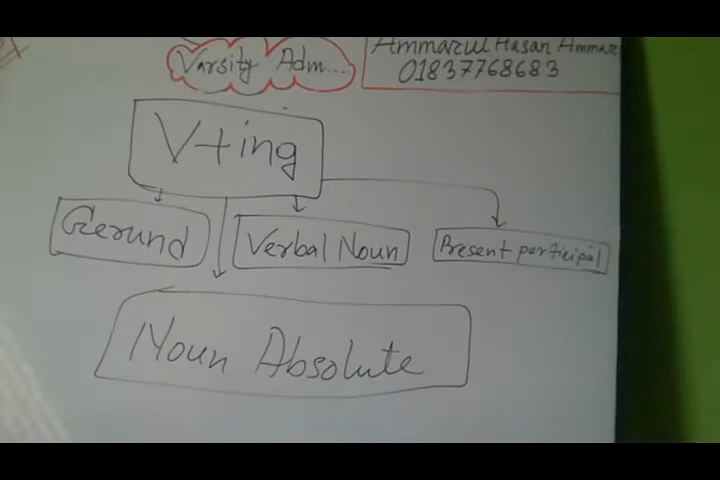 Varsity Adm...
Ammarul Hasan Ammar
01837768683
V+ing
Gerund
Verbal Noun
Present participal
Noun Absolute